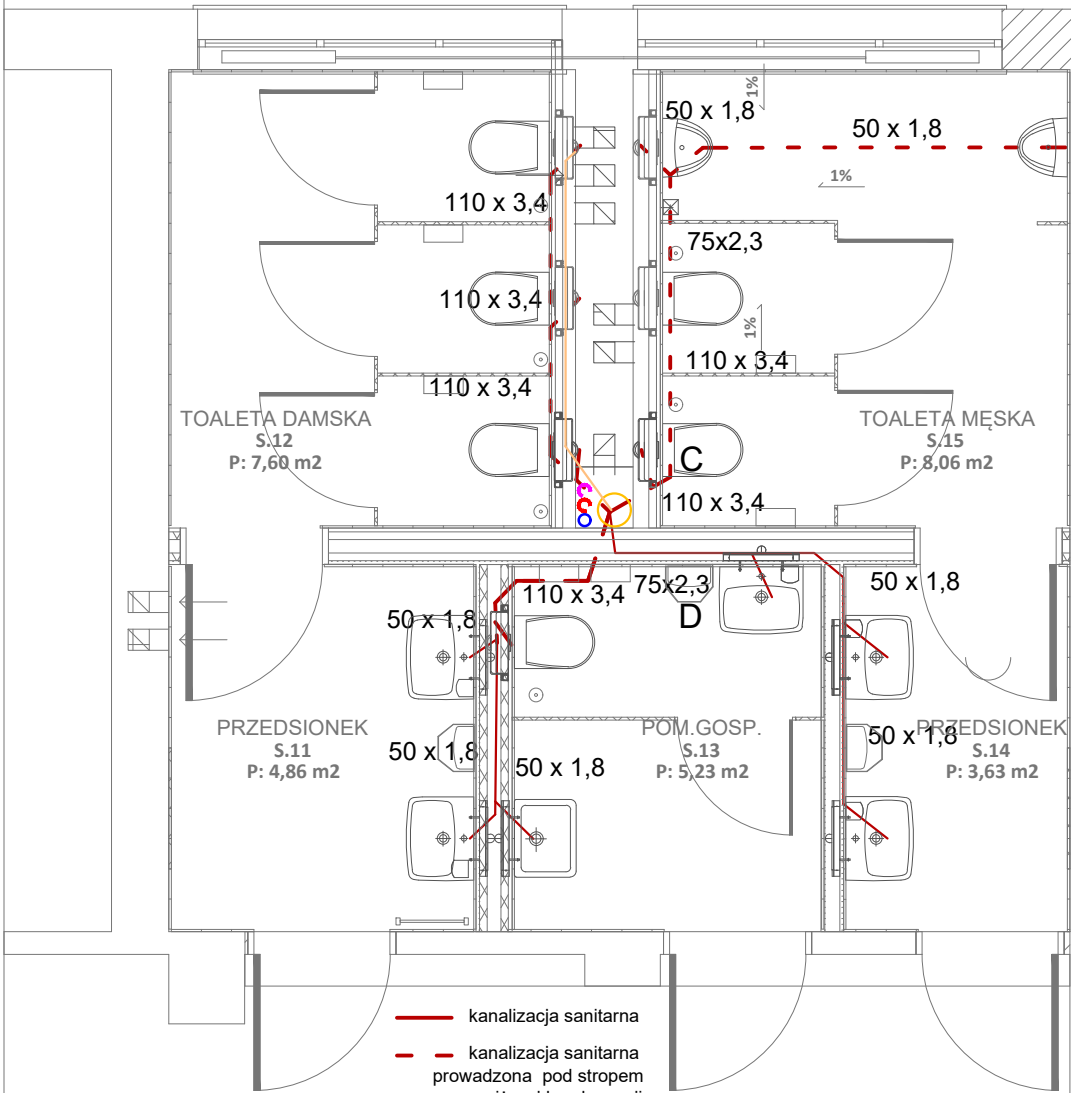 1%
50 x 1,8
50 x 1,8
1%
110 x 3,4
75x2,3
110 x 3,4
1%
110 x 3,4
110 x 3,4
TOALETA DAMSKA
S.12
P: 7,60 m2
TOALETA MĘSKA
S.15
P: 8,06 m2
C
110 x 3,4
110 x 3,4
75x2,3
D
50 x 1,8
50 x 1,8
PRZEDSIONEK
S.11
P: 4,86 m2
POM.GOSP.
S.13
P: 5,23 m2
PRZEDSIONEK
S.14
P: 3,63 m2
50 x 1,8
50 x 1,8
50 x 1,8
kanalizacja sanitarna
kanalizacja sanitarna
prowadzona pod stropem